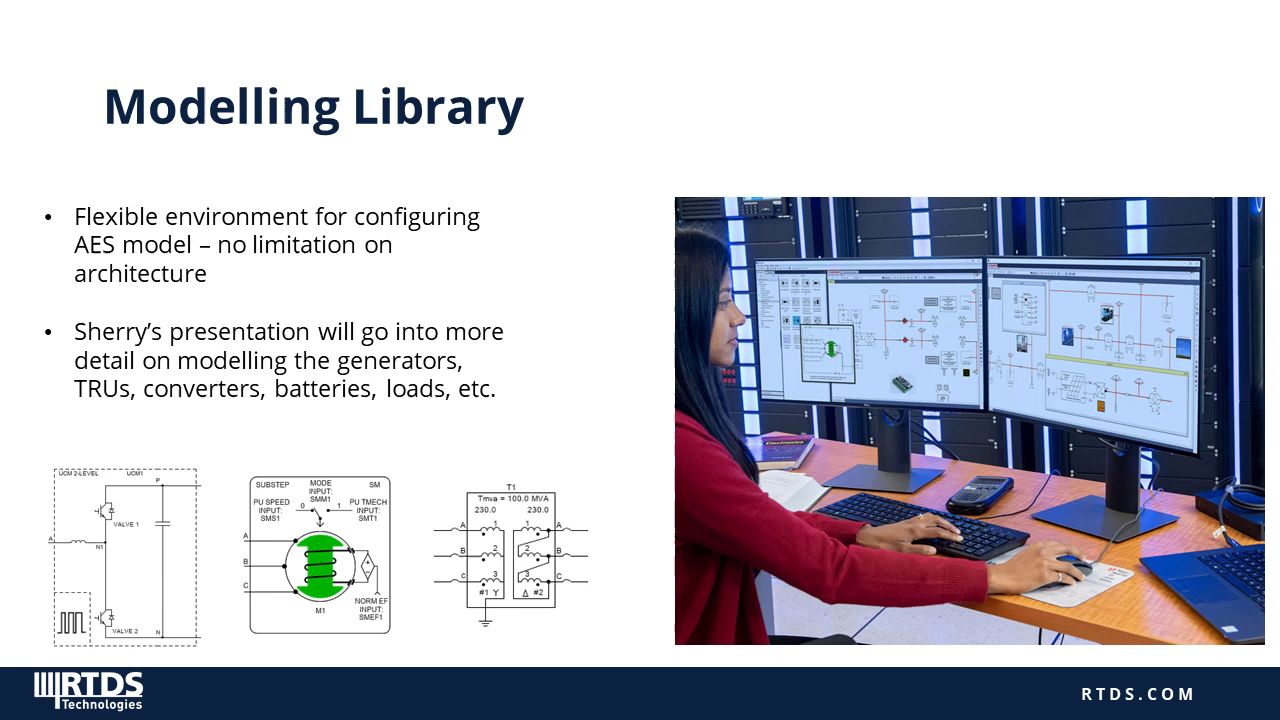 Modelling Library
• Flexible environment for configuring
AES model – no limitation on
architecture
• Sherry's presentation will go into more
detail on modelling the generators,
TRUs, converters, batteries, loads, etc.
UCM 2-LEVEL UCM1
P
VALVE 1
A
N1
VALVE 2
N
SUBSTEP MODE INPUT: SMM1 SM
PU SPEED INPUT: SMS1
0 1
PU TMECH INPUT: SMT1
A
B
C
M1
NORM EF INPUT: SMEF1
T1
Tmva = 100.0 MVA
230.0 230.0
A 1 1 A
B 2 2 B
C 3 3 C
#1 Y Δ #2
Electronics
RTDS
Technologies
RTDS.COM